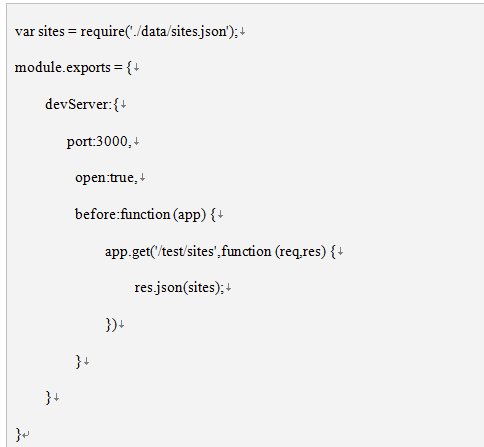 var sites = require('./data/sites.json');↓
module.exports = {↓
devServer:{↓
port:3000,↓
open:true,↓
before:function (app) {↓
app.get('/test/sites',function (req,res) {↓
res.json(sites);↓
})↓
}↓
}↓
}↵